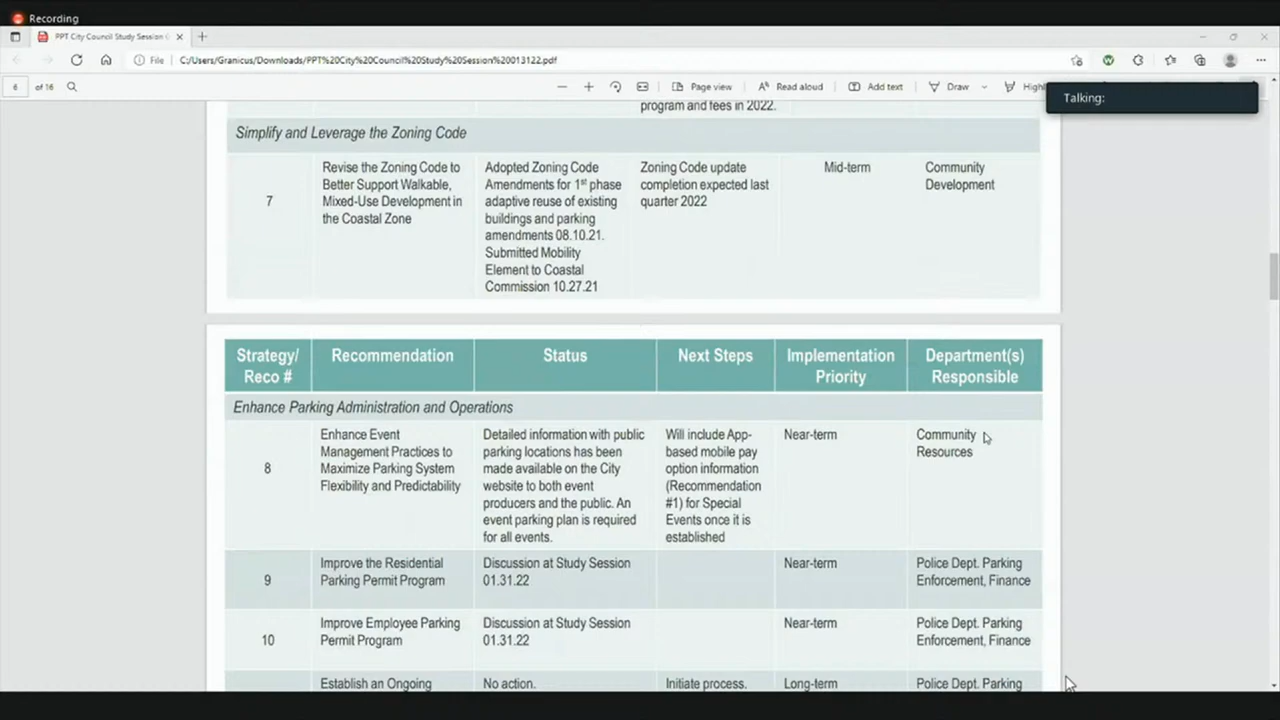 Recording
PPT City Council Study Session
File C:/Users/Granicus/Downloads/PPT%20City%20Council%20Study%20Session%20013122.pdf
6 of 16 Page view Read aloud Add text Draw
Talking:
program and fees in 2022.
Simplify and Leverage the Zoning Code
7
Revise the Zoning Code to
Better Support Walkable,
Mixed-Use Development in
the Coastal Zone
Adopted Zoning Code
Amendments for 1st phase
adaptive reuse of existing
buildings and parking
amendments 08.10.21.
Submitted Mobility
Element to Coastal
Commission 10.27.21
Zoning Code update
completion expected last
quarter 2022
Mid-term
Community
Development
Strategy/
Reco #
Recommendation
Status
Next Steps
Implementation
Priority
Department(s)
Responsible
Enhance Parking Administration and Operations
8
Enhance Event
Management Practices to
Maximize Parking System
Flexibility and Predictability
Detailed information with public
parking locations has been
made available on the City
website to both event
producers and the public. An
event parking plan is required
for all events.
Will include App-
based mobile pay
option information
(Recommendation
#1) for Special
Events once it is
established
Near-term
Community
Resources
9
Improve the Residential
Parking Permit Program
Discussion at Study Session
01.31.22
Near-term
Police Dept. Parking
Enforcement, Finance
10
Improve Employee Parking
Permit Program
Discussion at Study Session
01.31.22
Near-term
Police Dept. Parking
Enforcement, Finance
Establish an Ongoing
No action.
Initiate process.
Long-term
Police Dept. Parking